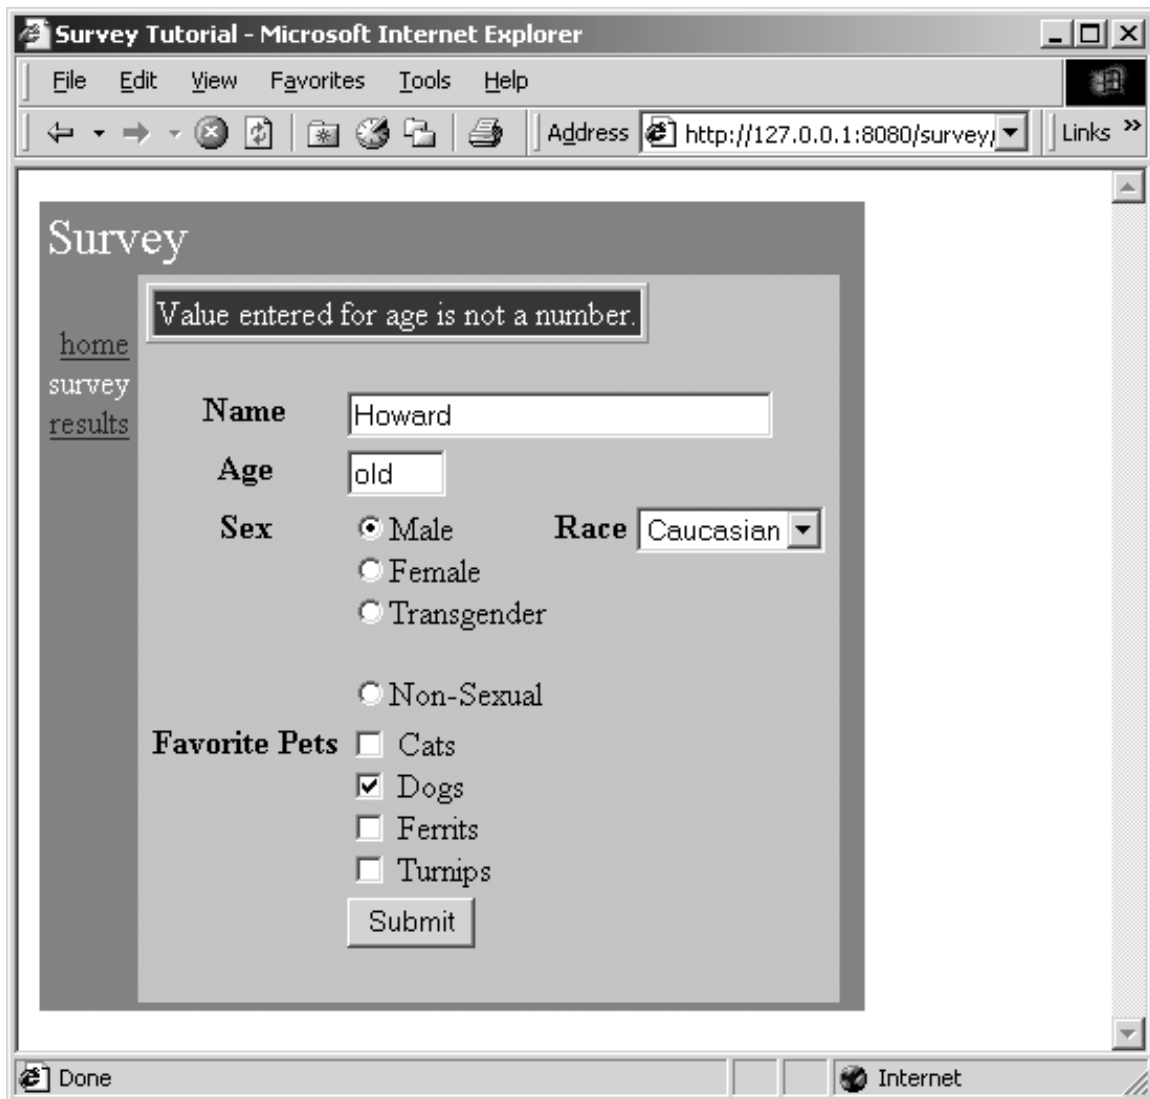 Survey Tutorial - Microsoft Internet Explorer
File Edit View Favorites Tools Help
Address http://127.0.0.1:8080/survey/ Links »
Survey
Value entered for age is not a number.
home
survey
results
Name Howard
Age old
Sex Male Race Caucasian
Female
Transgender
Non-Sexual
Favorite Pets Cats
Dogs
Ferrits
Turnips
Submit
Done Internet